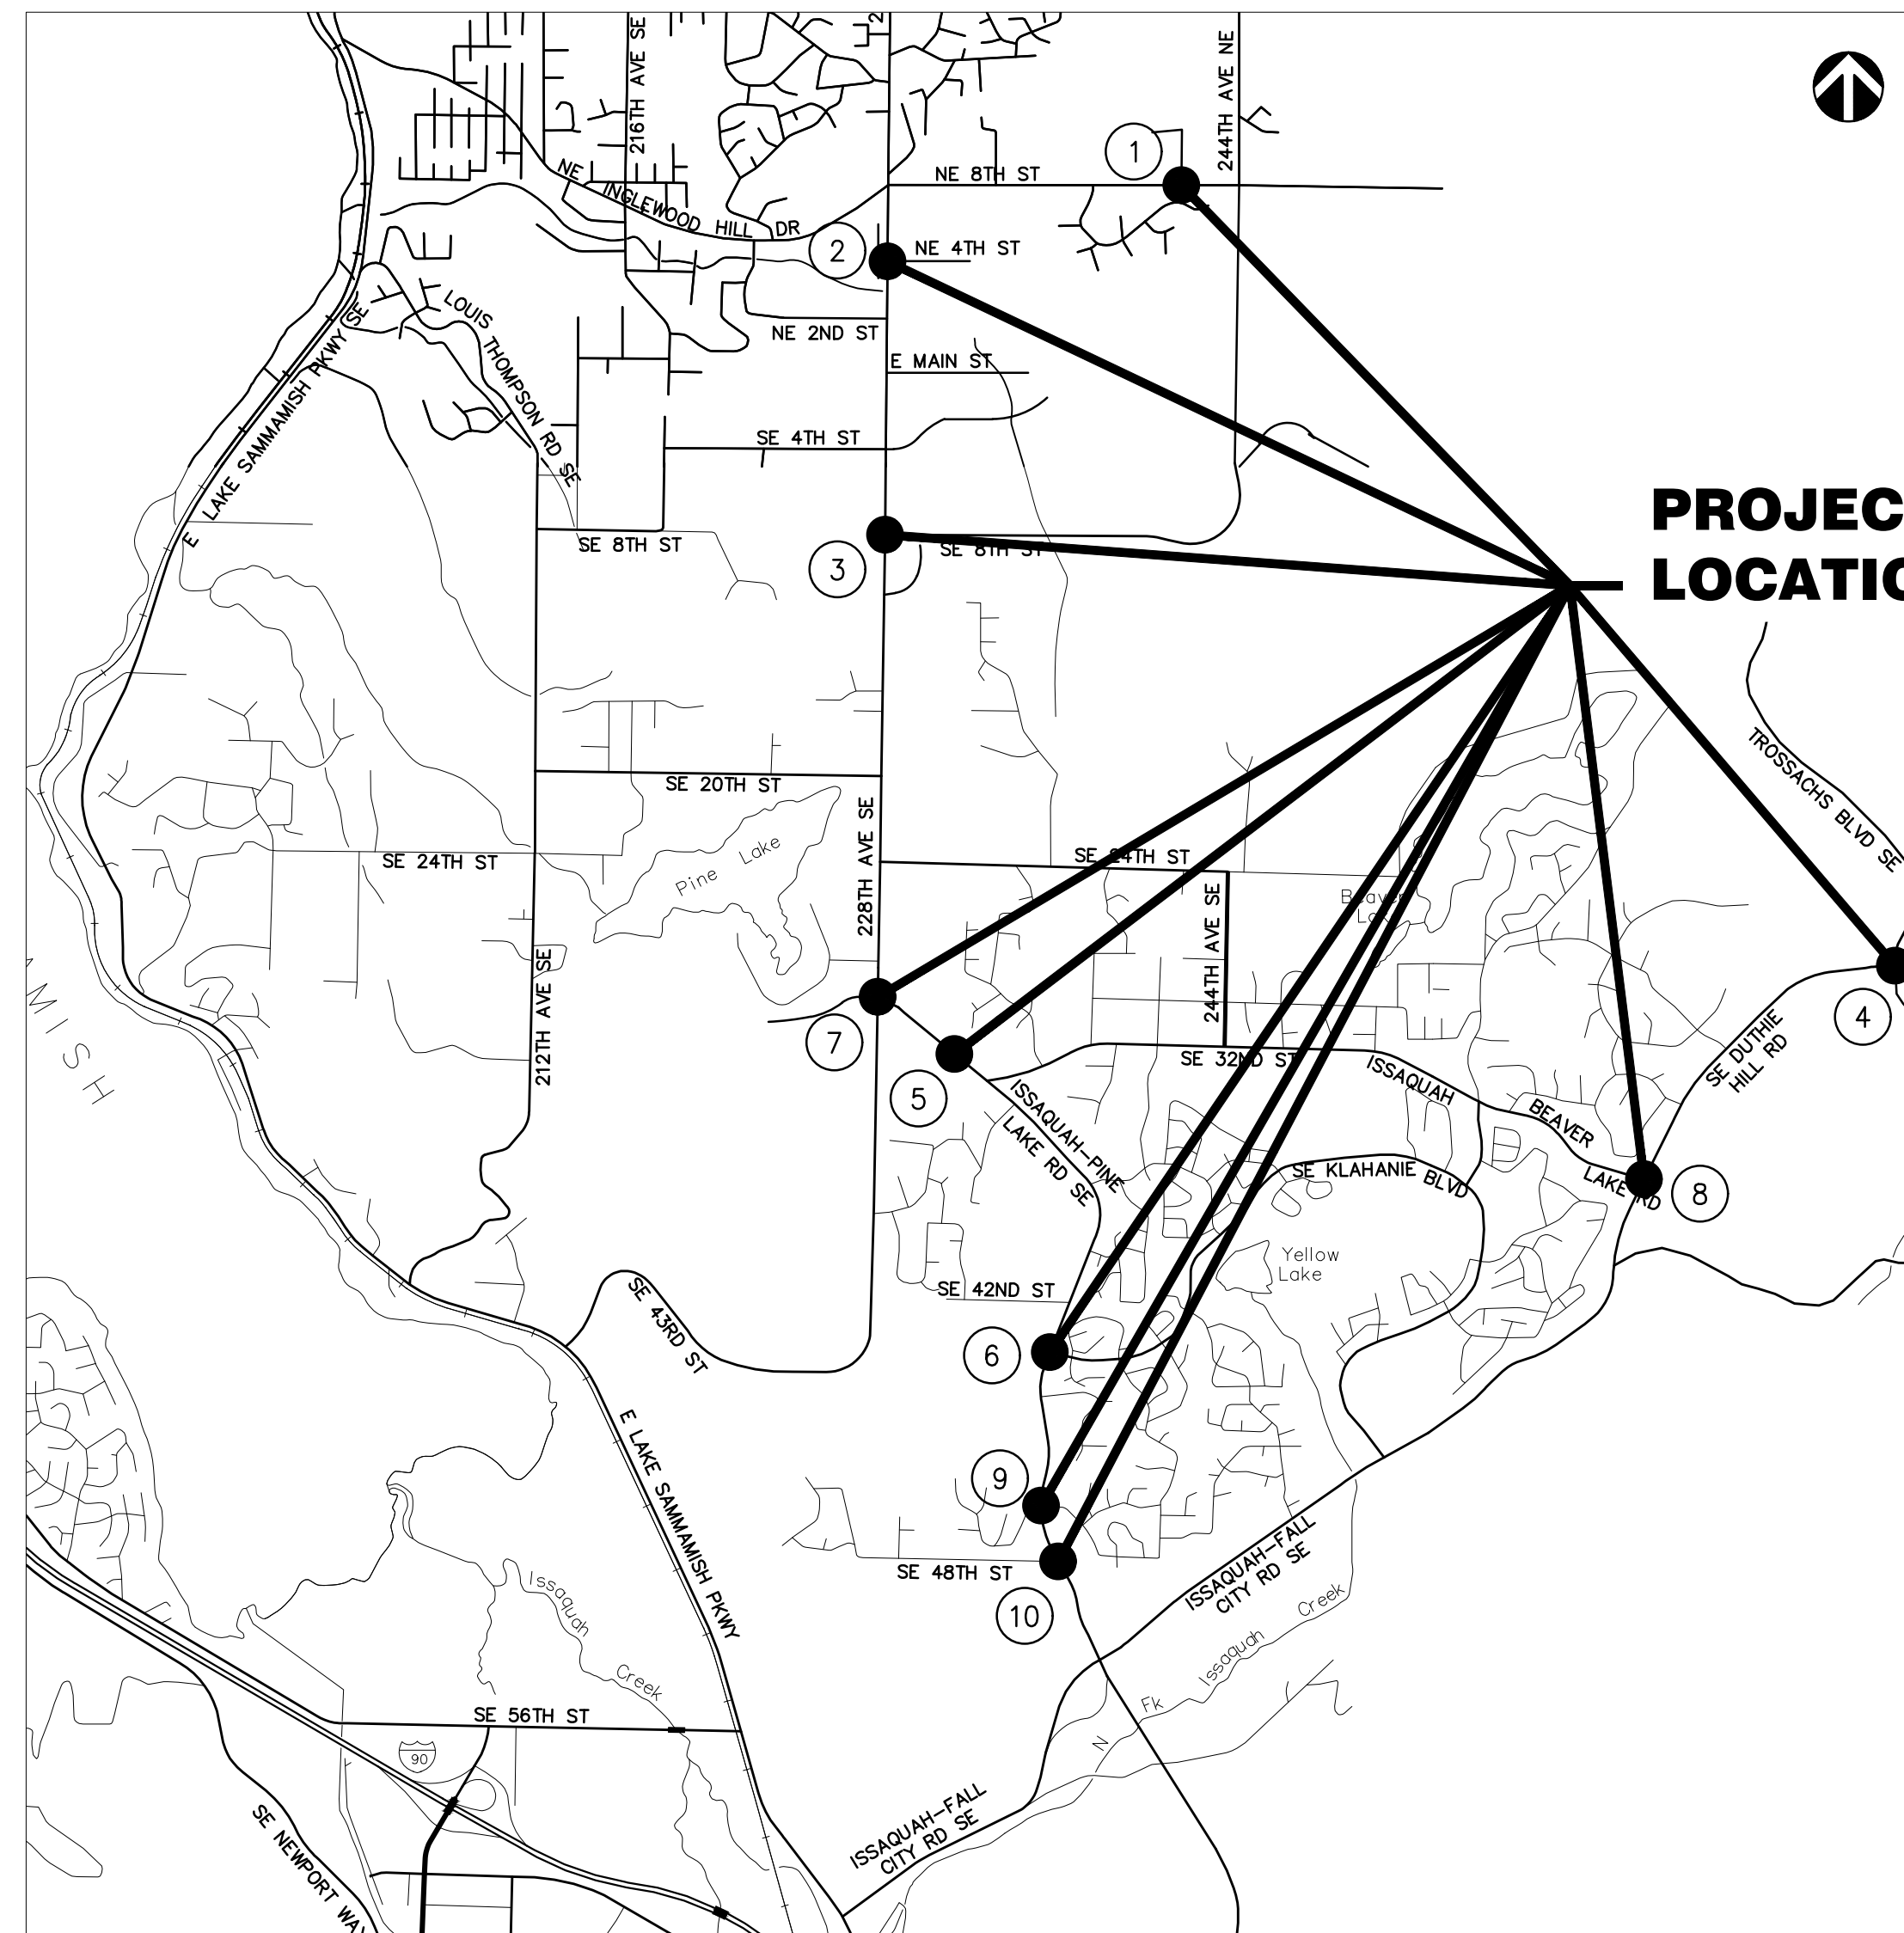 216TH AVE SE
2
244TH AVE NE
1
NE INGLEWOOD HILL DR
NE 8TH ST
2
NE 4TH ST
LOUIS THOMPSON RD SE
NE 2ND ST
E MAIN ST
E LAKE SAMMAMISH PKWY SE
SE 4TH ST
PROJEC
LOCATIO
SE 8TH ST
SE 8TH ST
3
TROSSACHS BLVD SE
SE 20TH ST
228TH AVE SE
Pine Lake
SE 24TH ST
SE 24TH ST
Beaver
Lake
244TH AVE SE
212TH AVE SE
MISH
7
4
SE DUTHIE
HILL RD
5
SE 32ND ST
ISSAQUAH BEAVER LAKE RD
ISSAQUAH-PINE
LAKE RD SE
SE KLAHANIE BLVD
8
Yellow
Lake
SE 42ND ST
SE 43RD ST
6
E LAKE SAMMAMISH PKWY
9
SE 48TH ST
10
ISSAQUAH-FALL
CITY RD SE
Issaquah Creek
N Fk Issaquah Creek
SE 56TH ST
90
ISSAQUAH-FALL
CITY RD SE
SE NEWPORT WAY